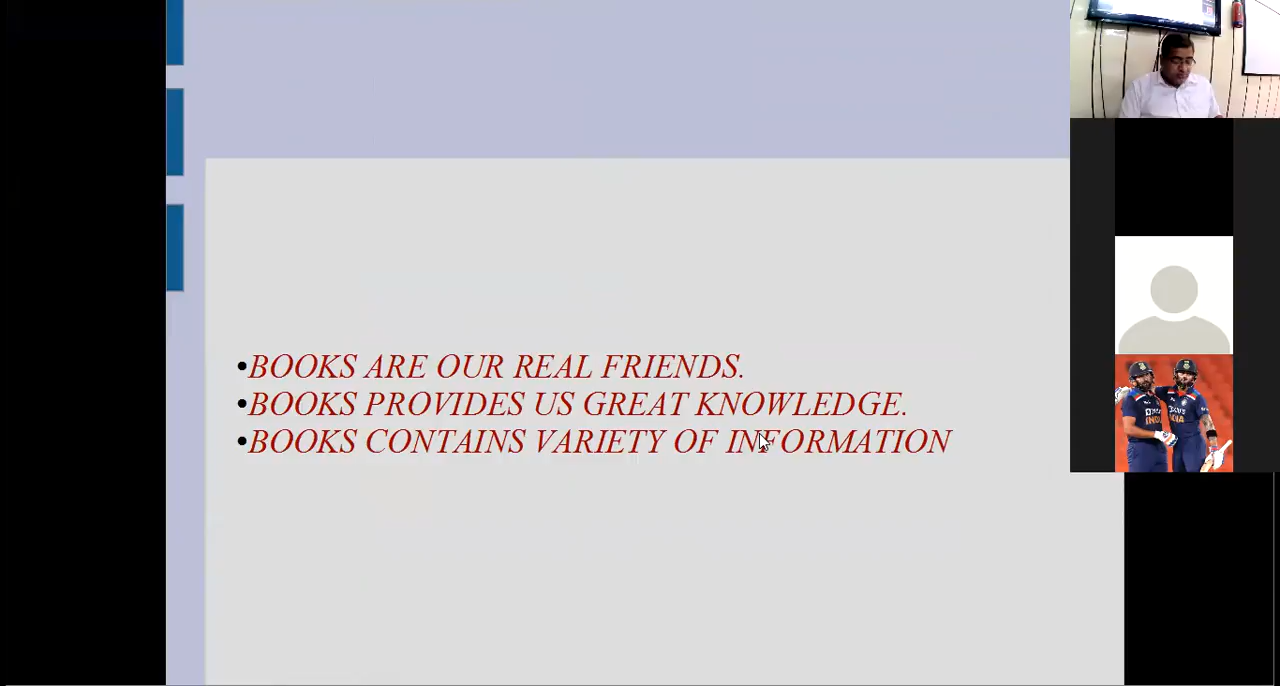 •BOOKS ARE OUR REAL FRIENDS.
•BOOKS PROVIDES US GREAT KNOWLEDGE.
•BOOKS CONTAINS VARIETY OF INFORMATION